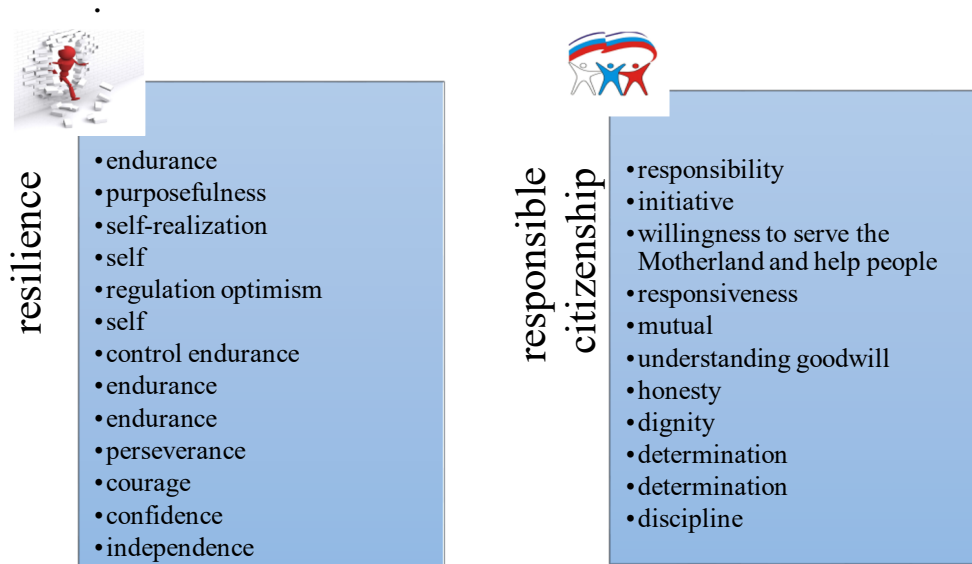 resilience
•endurance
•purposefulness
•self-realization
•self
•regulation optimism
•self
•control endurance
•endurance
•endurance
•perseverance
•courage
•confidence
•independence
responsible
citizenship
•responsibility
•initiative
•willingness to serve the
Motherland and help people
•responsiveness
•mutual
•understanding goodwill
•honesty
•dignity
•determination
•determination
•discipline